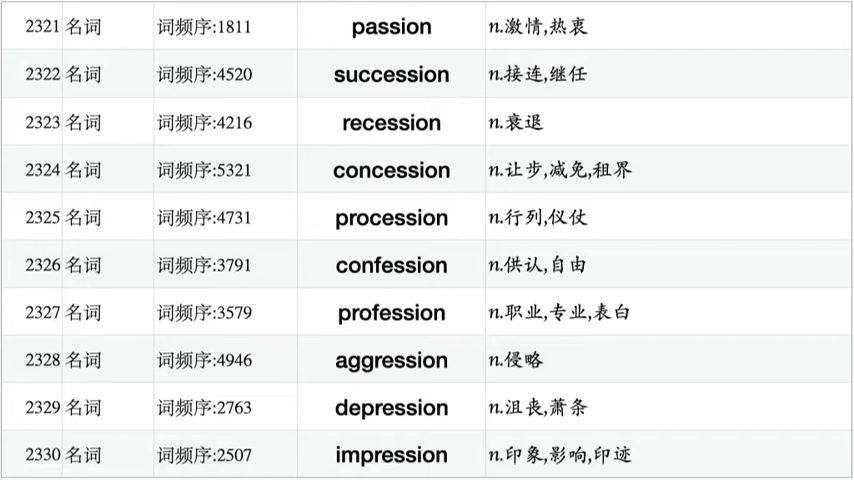 2321 名词 词频序:1811 passion n.激情,热衷
2322 名词 词频序:4520 succession n.接连,继任
2323 名词 词频序:4216 recession n.衰退
2324 名词 词频序:5321 concession n.让步,减免,租界
2325 名词 词频序:4731 procession n.行列,仪仗
2326 名词 词频序:3791 confession n.供认,自由
2327 名词 词频序:3579 profession n.职业,专业,表白
2328 名词 词频序:4946 aggression n.侵略
2329 名词 词频序:2763 depression n.沮丧,萧条
2330 名词 词频序:2507 impression n.印象,影响,印迹